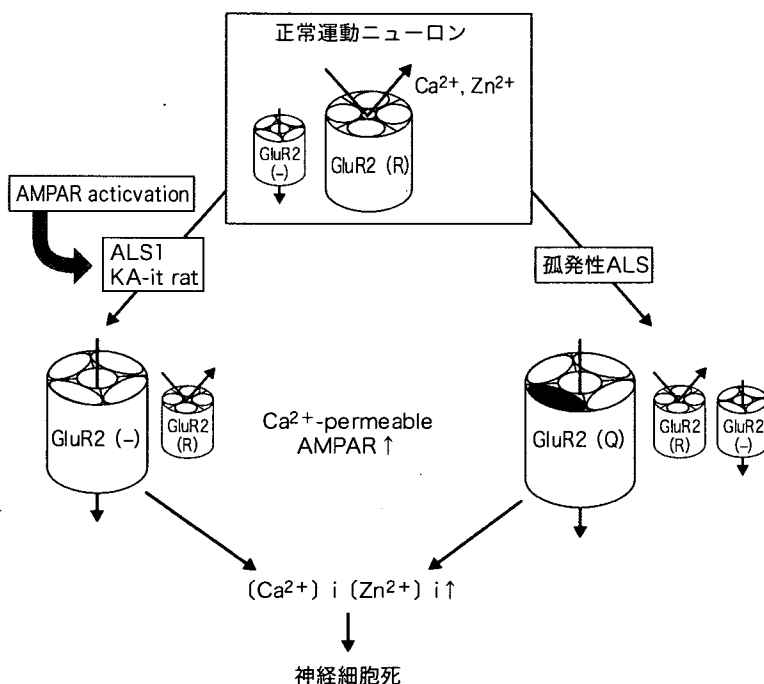 正常運動ニューロン
Ca²⁺, Zn²⁺
GluR2
(−)
GluR2 (R)
AMPAR acticvation
ALS1
KA-it rat
孤発性ALS
GluR2 (−)
GluR2
(R)
Ca²⁺-permeable
AMPAR↑
GluR2 (Q)
GluR2
(R)
GluR2
(−)
〔Ca²⁺〕i〔Zn²⁺〕i↑
神経細胞死